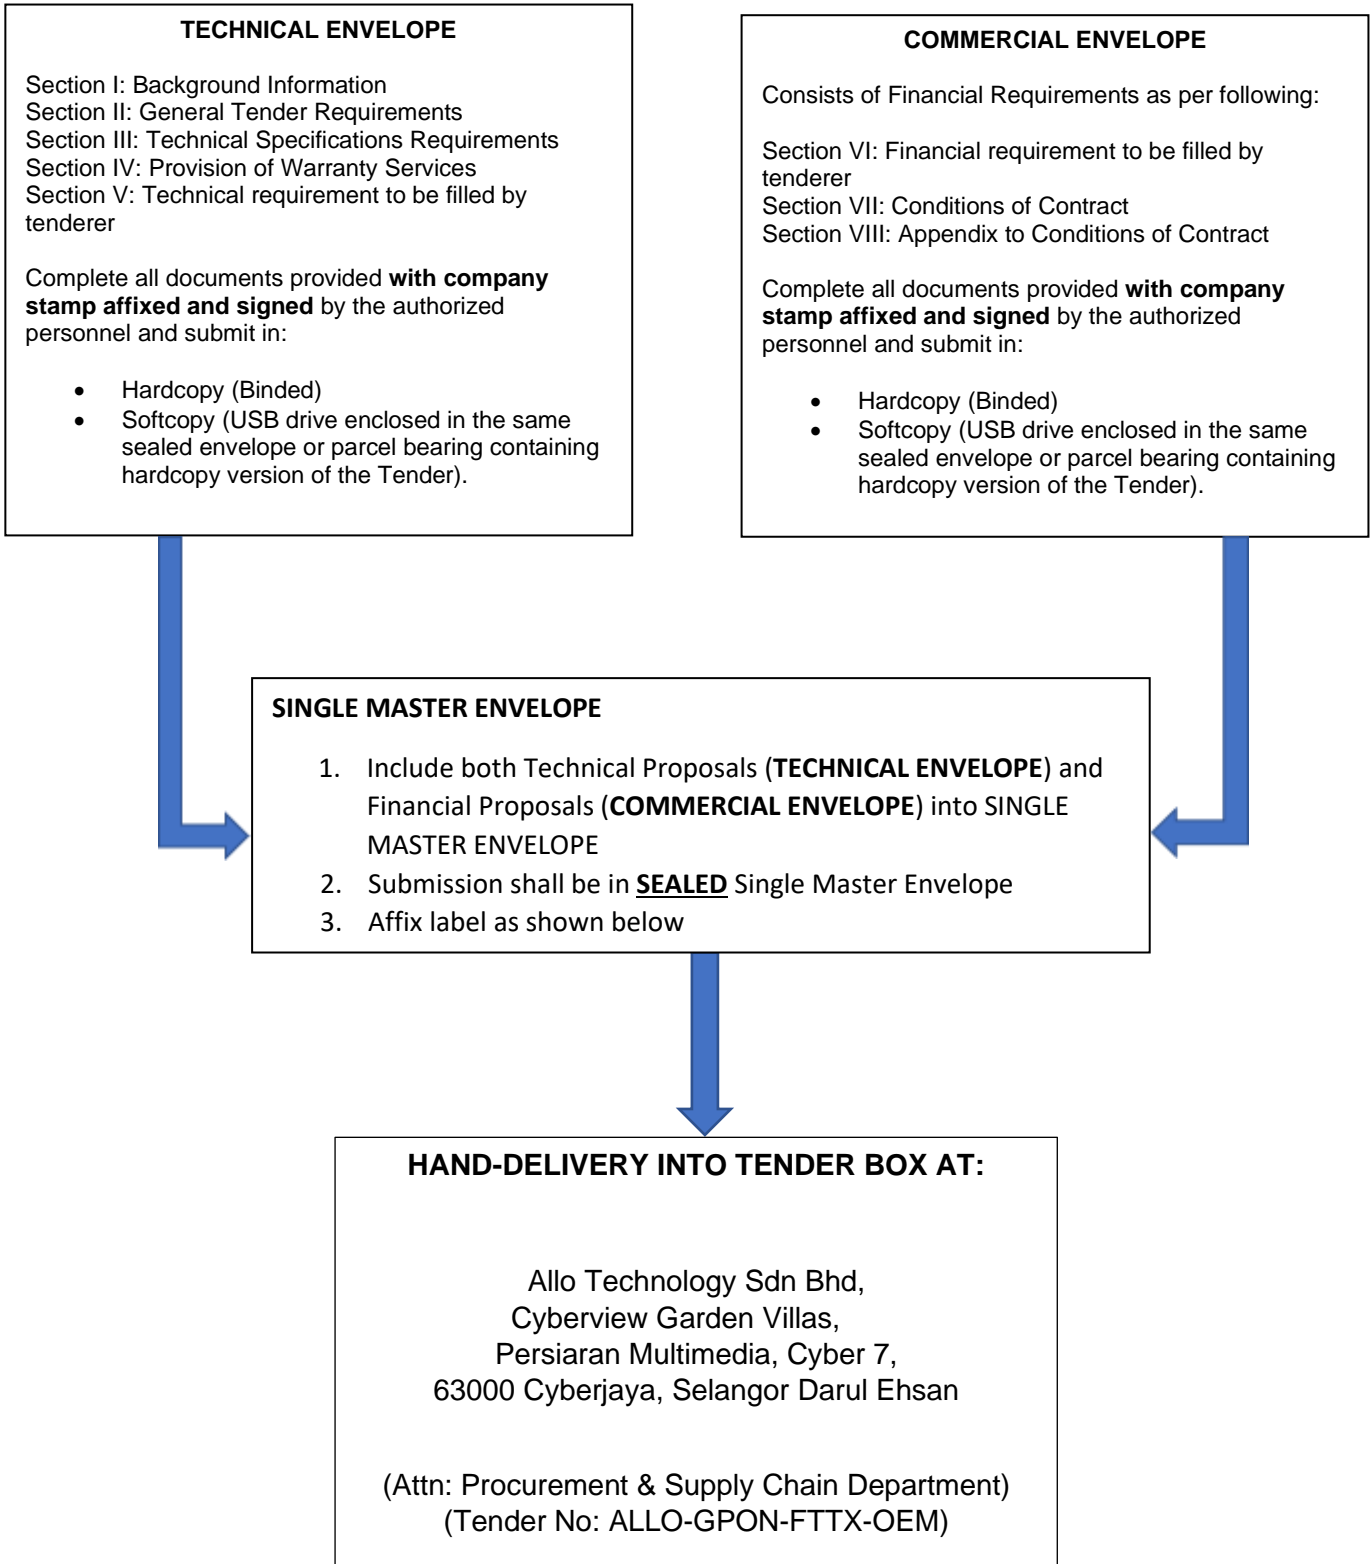 TECHNICAL ENVELOPE
Section I: Background Information
Section II: General Tender Requirements
Section III: Technical Specifications Requirements
Section IV: Provision of Warranty Services
Section V: Technical requirement to be filled by
tenderer
Complete all documents provided with company
stamp affixed and signed by the authorized
personnel and submit in:
• Hardcopy (Binded)
• Softcopy (USB drive enclosed in the same
sealed envelope or parcel bearing containing
hardcopy version of the Tender).
COMMERCIAL ENVELOPE
Consists of Financial Requirements as per following:
Section VI: Financial requirement to be filled by
tenderer
Section VII: Conditions of Contract
Section VIII: Appendix to Conditions of Contract
Complete all documents provided with company
stamp affixed and signed by the authorized
personnel and submit in:
• Hardcopy (Binded)
• Softcopy (USB drive enclosed in the same
sealed envelope or parcel bearing containing
hardcopy version of the Tender).
SINGLE MASTER ENVELOPE
1. Include both Technical Proposals (TECHNICAL ENVELOPE) and
Financial Proposals (COMMERCIAL ENVELOPE) into SINGLE
MASTER ENVELOPE
2. Submission shall be in SEALED Single Master Envelope
3. Affix label as shown below
HAND-DELIVERY INTO TENDER BOX AT:
Allo Technology Sdn Bhd,
Cyberview Garden Villas,
Persiaran Multimedia, Cyber 7,
63000 Cyberjaya, Selangor Darul Ehsan
(Attn: Procurement & Supply Chain Department)
(Tender No: ALLO-GPON-FTTX-OEM)